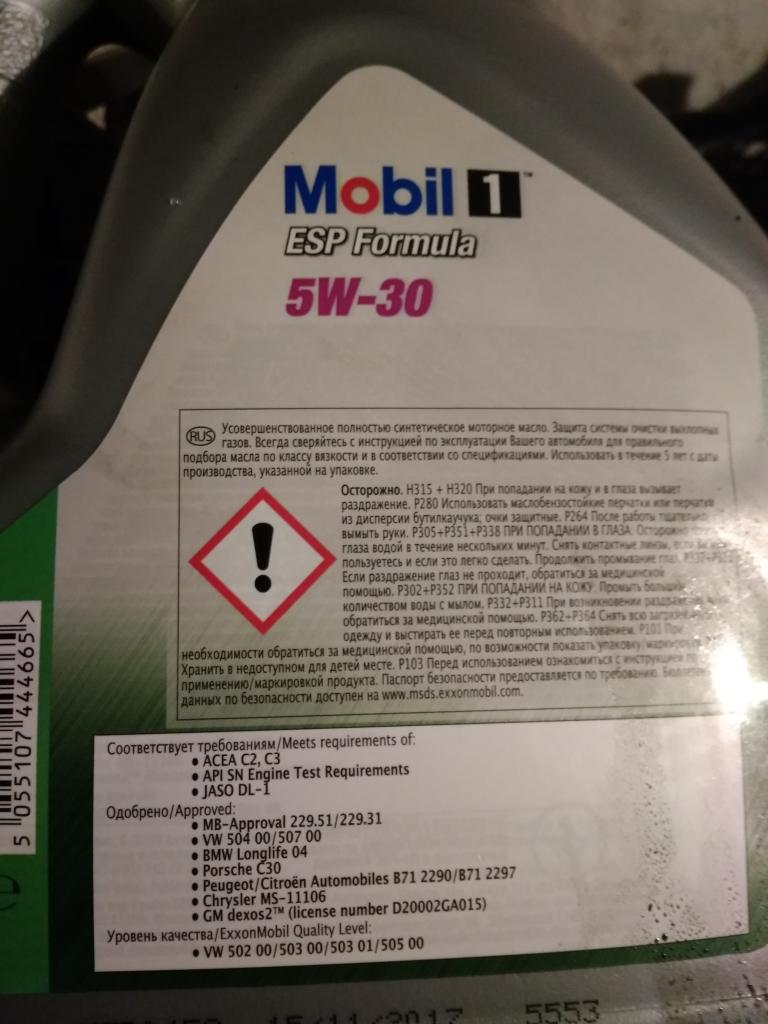 Mobil 1™
ESP Formula
5W-30
RUS Усовершенствованное полностью синтетическое моторное масло. Защита системы очистки выхлопных
газов. Всегда сверяйтесь с инструкцией по эксплуатации Вашего автомобиля для правильного
подбора масла по классу вязкости и в соответствии со спецификациями. Использовать в течение 5 лет с даты
производства, указанной на упаковке.
Осторожно. H315 + H320 При попадании на кожу и в глаза вызывает
раздражение. P280 Использовать маслобензостойкие перчатки или перчатки
из дисперсии бутилкаучука; очки защитные. P264 После работы тщательно
вымыть руки. P305+P351+P338 ПРИ ПОПАДАНИИ В ГЛАЗА: Осторожно
глаза водой в течение нескольких минут. Снять контактные линзы, если вы
пользуетесь и если это легко сделать. Продолжить промывание глаз.
Если раздражение глаз не проходит, обратиться за медицинской
помощью. P302+P352 ПРИ ПОПАДАНИИ НА КОЖУ: Промыть большим
количеством воды с мылом. P332+P311 При возникновении раздражения
обратиться за медицинской помощью. P362+P364 Снять всю
одежду и выстирать ее перед повторным использованием. P101 При
необходимости обратиться за медицинской помощью, по возможности показать упаковку/маркировку
Хранить в недоступном для детей месте. P103 Перед использованием ознакомиться с инструкцией по
применению/маркировкой продукта. Паспорт безопасности предоставляется по требованию.
данных по безопасности доступен на www.msds.exxonmobil.com.
5 055107 444665 >
Соответствует требованиям/Meets requirements of:
• ACEA C2, C3
• API SN Engine Test Requirements
• JASO DL-1
Одобрено/Approved:
• MB-Approval 229.51/229.31
• VW 504 00/507 00
• BMW Longlife 04
• Porsche C30
• Peugeot/Citroën Automobiles B71 2290/B71 2297
• Chrysler MS-11106
• GM dexos2™ (license number D20002GA015)
Уровень качества/ExxonMobil Quality Level:
• VW 502 00/503 00/503 01/505 00
15/11/2017 5553